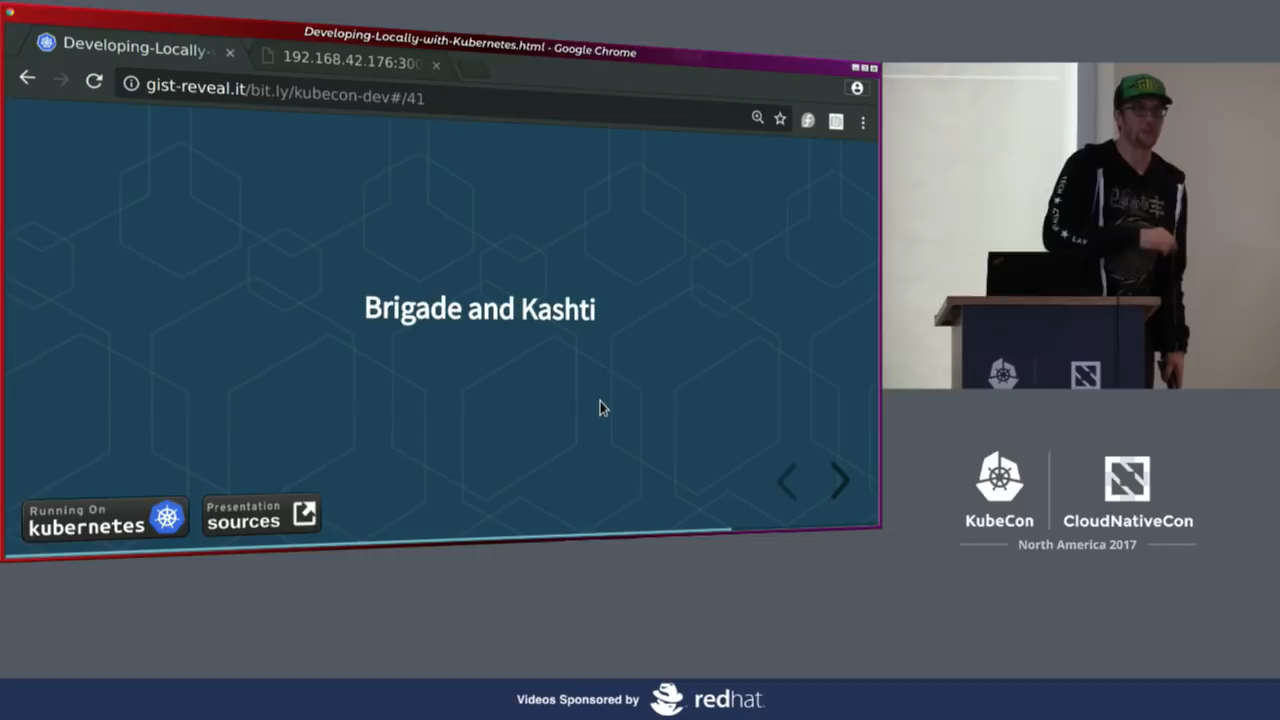 Developing-Locally-with-Kubernetes.html - Google Chrome
Developing-Locally-
192.168.42.176:300
gist-reveal.it/bit.ly/kubecon-dev#/41
Brigade and Kashti
Running On
kubernetes
Presentation
sources
KubeCon
CloudNativeCon
North America 2017
Videos Sponsored by
redhat.